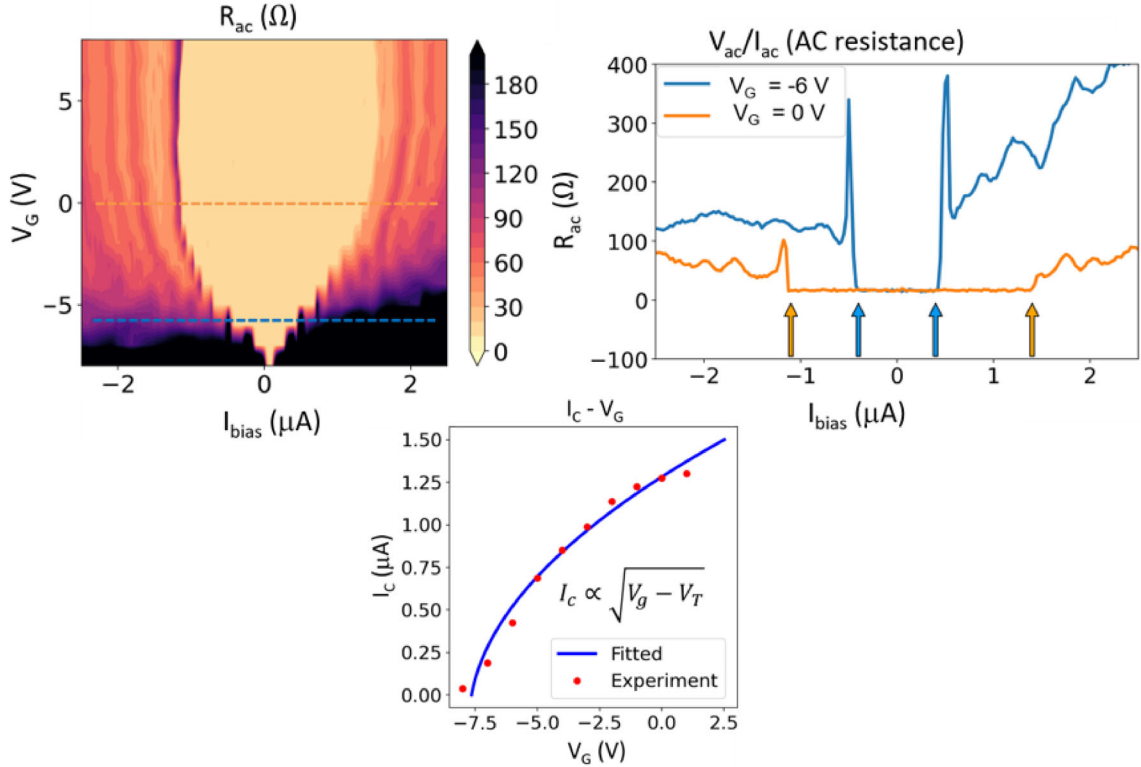 R_ac (Ω)
V_G (V)
5
0
−5
−2
0
2
I_bias (μA)
180
150
120
90
60
30
0
V_ac/I_ac (AC resistance)
V_G = -6 V
V_G = 0 V
R_ac (Ω)
400
300
200
100
0
−100
−2
−1
0
1
2
I_bias (μA)
I_C - V_G
I_C (μA)
1.50
1.25
1.00
0.75
0.50
0.25
0.00
I_c ∝ √(V_g − V_T)
Fitted
Experiment
−7.5
−5.0
−2.5
0.0
2.5
V_G (V)